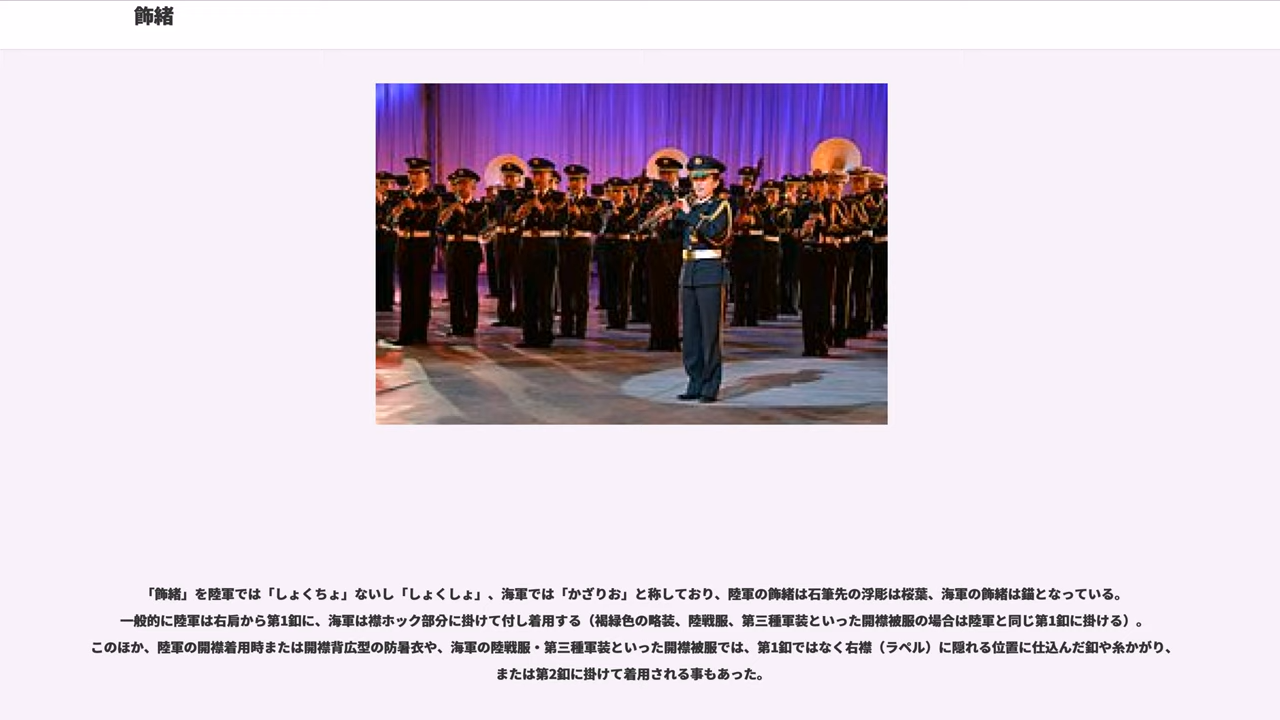 飾緒
「飾緒」を陸軍では「しょくちょ」ないし「しょくしょ」、海軍では「かざりお」と称しており、陸軍の飾緒は石筆先の浮彫は桜葉、海軍の飾緒は錨となっている。
一般的に陸軍は右肩から第1釦に、海軍は襟ホック部分に掛けて付し着用する（褐緑色の略装、陸戦服、第三種軍装といった開襟被服の場合は陸軍と同じ第1釦に掛ける）。
このほか、陸軍の開襟着用時または開襟背広型の防暑衣や、海軍の陸戦服・第三種軍装といった開襟被服では、第1釦ではなく右襟（ラペル）に隠れる位置に仕込んだ釦や糸かがり、
または第2釦に掛けて着用される事もあった。